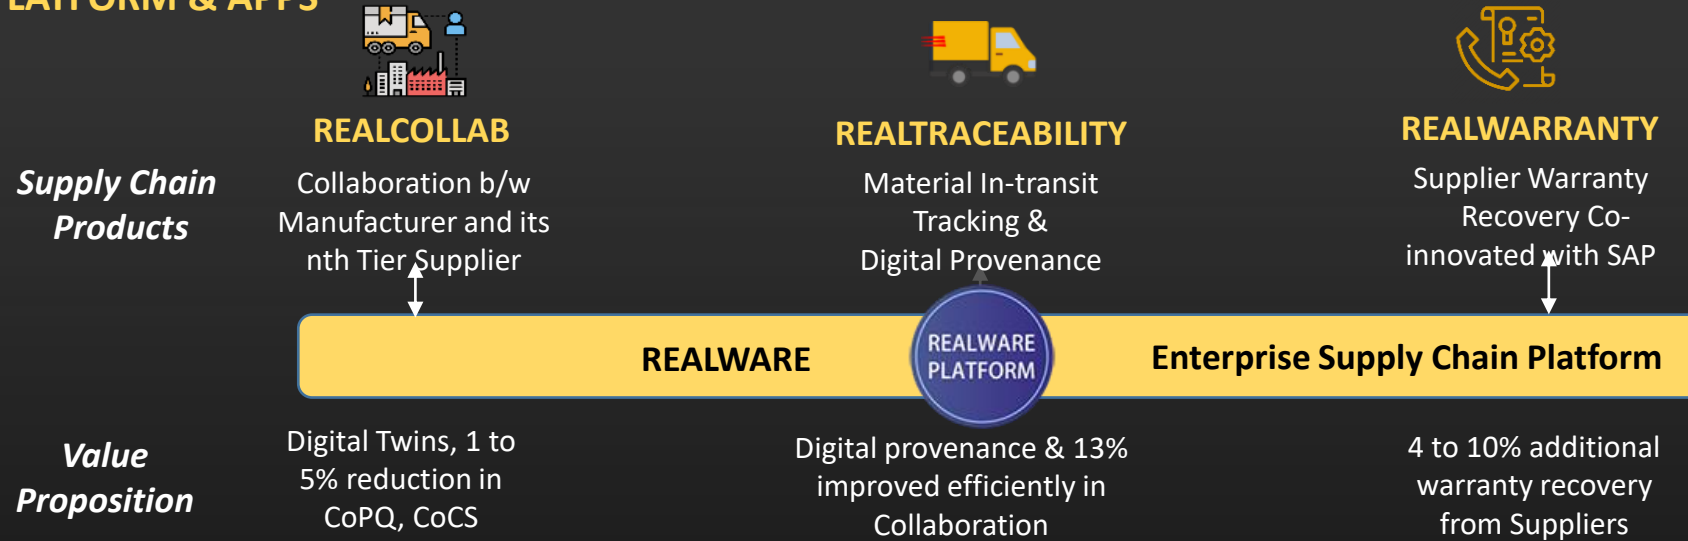 & APPS
REALCOLLAB
REALTRACEABILITY
REALWARRANTY
Supply Chain
Products
Collaboration b/w
Manufacturer and its
nth Tier Supplier
Material In-transit
Tracking &
Digital Provenance
Supplier Warranty
Recovery Co-
innovated with SAP
REALWARE
REALWARE
PLATFORM
Enterprise Supply Chain Platform
Value
Proposition
Digital Twins, 1 to
5% reduction in
CoPQ, CoCS
Digital provenance & 13%
improved efficiently in
Collaboration
4 to 10% additional
warranty recovery
from Suppliers